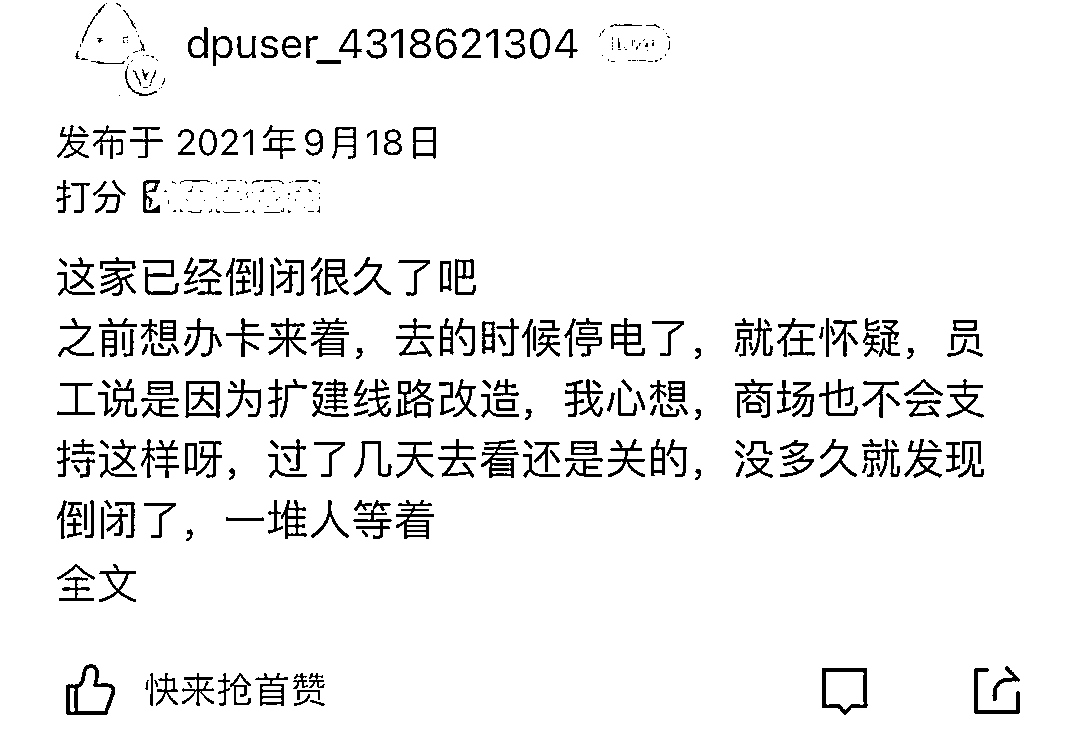 dpuser_4318621304
发布于 2021年9月18日
打分
这家已经倒闭很久了吧
之前想办卡来着，去的时候停电了，就在怀疑，员
工说是因为扩建线路改造，我心想，商场也不会支
持这样呀，过了几天去看还是关的，没多久就发现
倒闭了，一堆人等着
全文
快来抢首赞